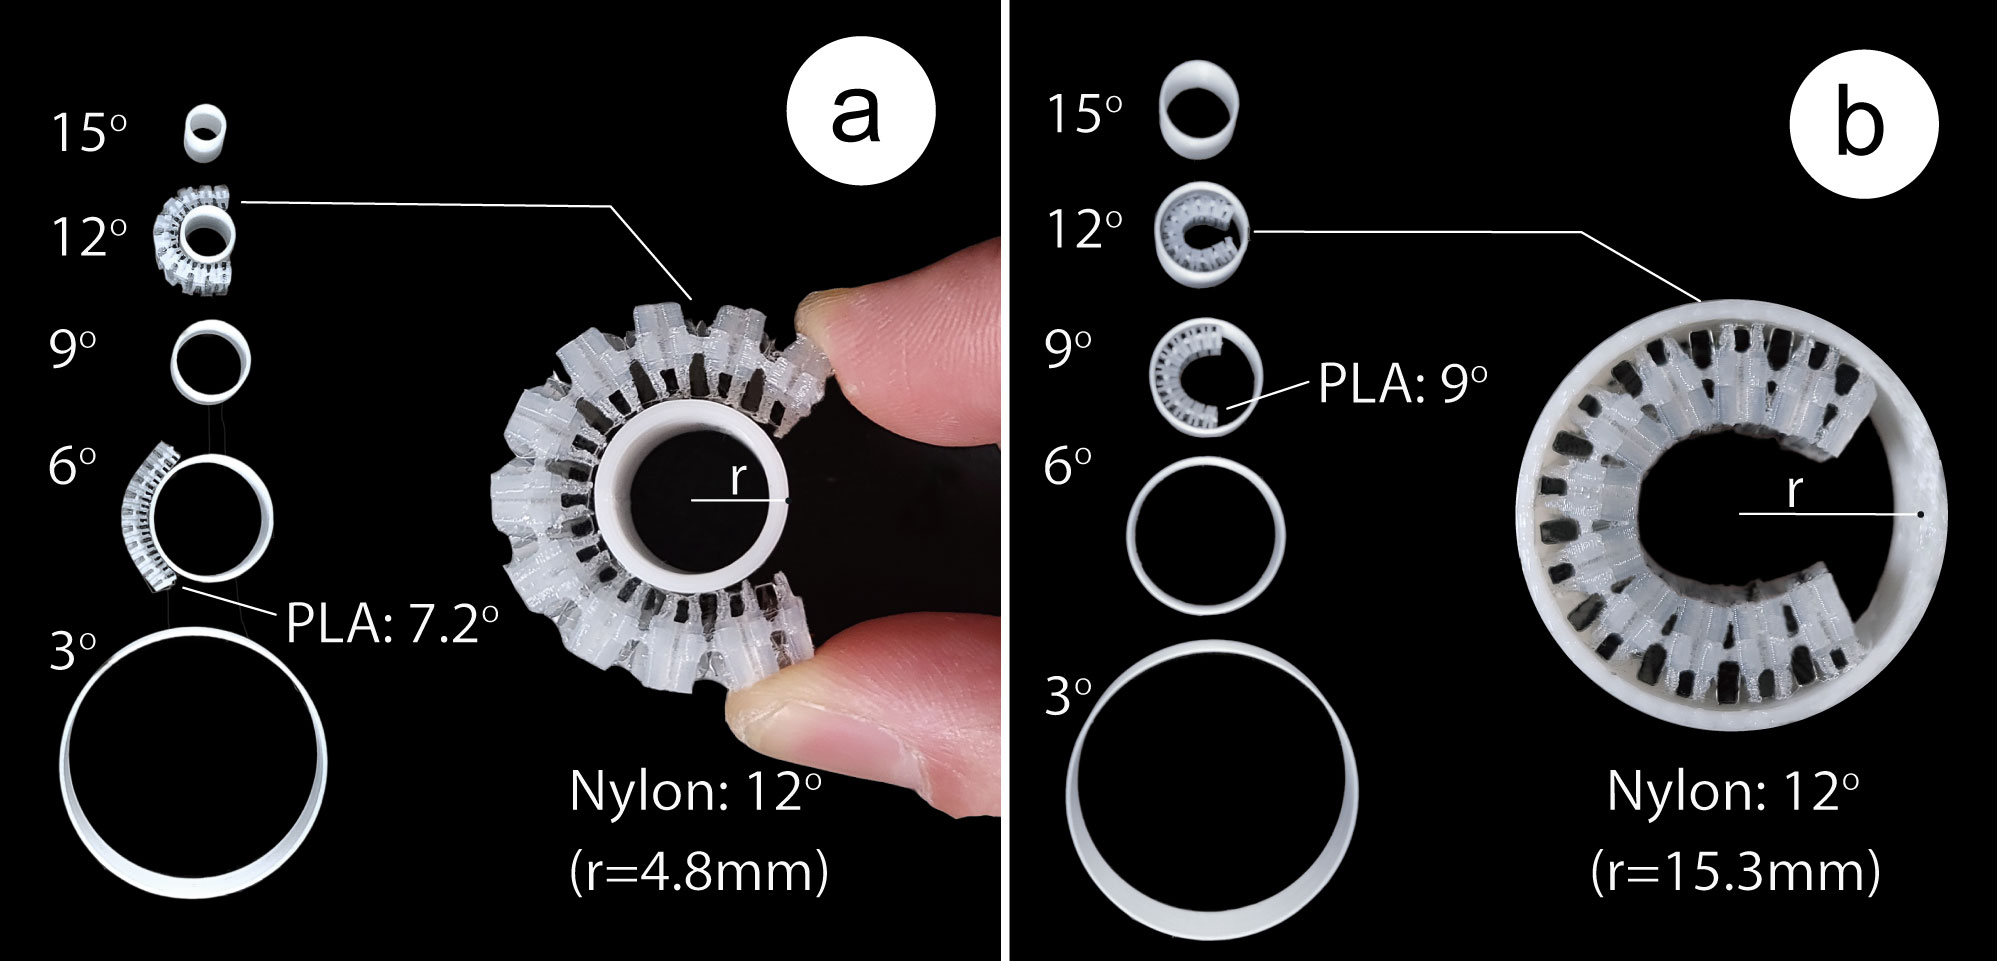 a
15°
12°
9°
6°
PLA: 7.2°
3°
r
Nylon: 12°
(r=4.8mm)
b
15°
12°
9°
PLA: 9°
6°
3°
r
Nylon: 12°
(r=15.3mm)